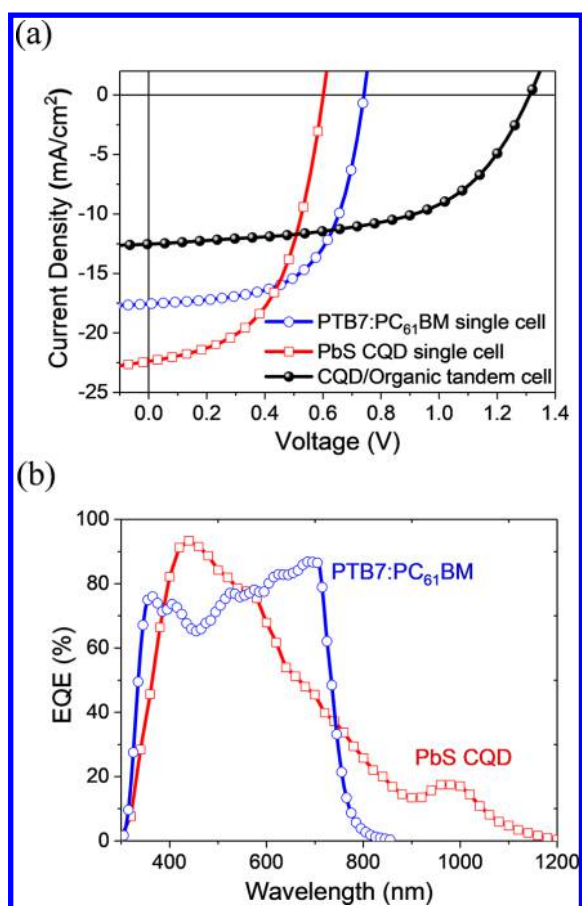 (a)
0
-5
-10
-15
-20
-25
Current Density (mA/cm²)
PTB7:PC₆₁BM single cell
PbS CQD single cell
CQD/Organic tandem cell
0.0 0.2 0.4 0.6 0.8 1.0 1.2 1.4
Voltage (V)
(b)
100
80
60
40
20
0
EQE (%)
PTB7:PC₆₁BM
PbS CQD
400 600 800 1000 1200
Wavelength (nm)